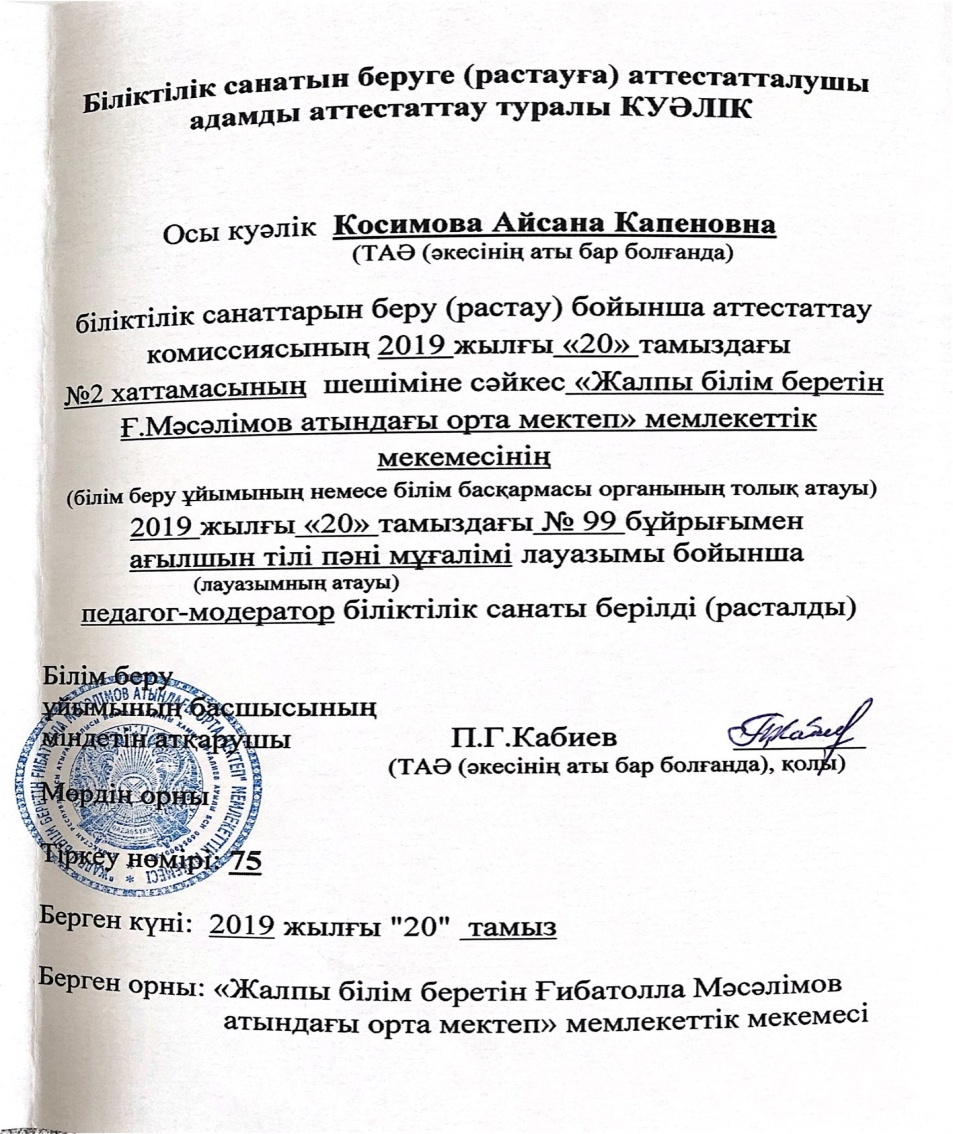 Біліктілік санатын беруге (растауға) аттестатталушы
адамды аттестаттау туралы КУӘЛІК
Осы куәлік Косимова Айсана Капеновна
(ТАӘ (әкесінің аты бар болғанда)
біліктілік санаттарын беру (растау) бойынша аттестаттау
комиссиясының 2019 жылғы «20» тамыздағы
№2 хаттамасының шешіміне сәйкес «Жалпы білім беретін
Ғ.Мәсәлімов атындағы орта мектеп» мемлекеттік
мекемесінің
(білім беру ұйымының немесе білім басқармасы органының толық атауы)
2019 жылғы «20» тамыздағы № 99 бұйрығымен
ағылшын тілі пәні мұғалімі лауазымы бойынша
(лауазымның атауы)
педагог-модератор біліктілік санаты берілді (расталды)
Білім беру
ұйымының басшысының
міндетін атқарушы П.Г.Кабиев
(ТАӘ (әкесінің аты бар болғанда), қолы)
Мөрдің орны
Тіркеу нөмірі: 75
Берген күні: 2019 жылғы "20" тамыз
Берген орны: «Жалпы білім беретін Ғибатолла Мәсәлімов
атындағы орта мектеп» мемлекеттік мекемесі